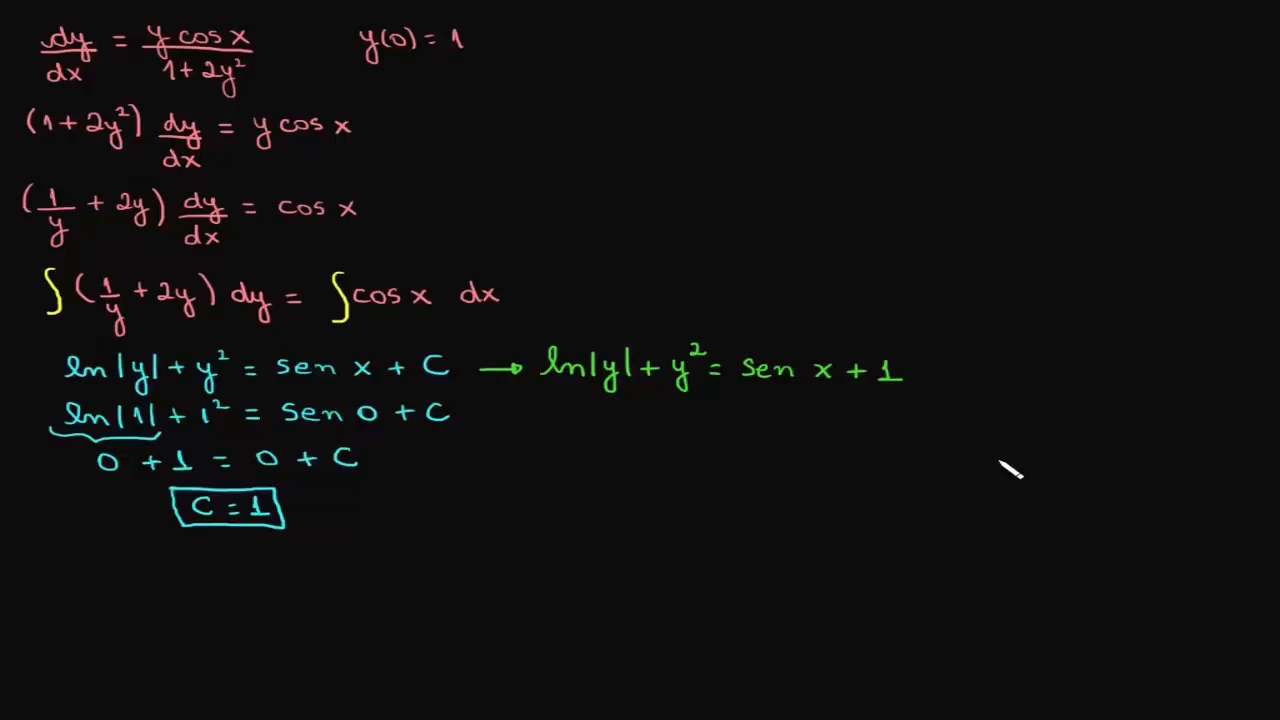 dy/dx = y cos x / 1 + 2y² y(0) = 1
(1 + 2y²) dy/dx = y cos x
(1/y + 2y) dy/dx = cos x
∫ (1/y + 2y) dy = ∫ cos x dx
ln|y| + y² = sen x + C → ln|y| + y² = sen x + 1
ln|1| + 1² = sen 0 + C
0 + 1 = 0 + C
C = 1